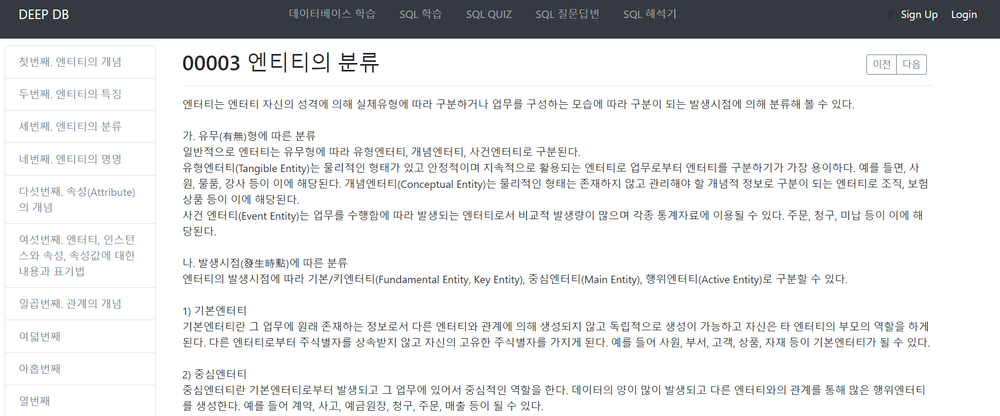 DEEP DB
데이터베이스 학습
SQL 학습
SQL QUIZ
SQL 질문답변
SQL 해석기
Sign Up
Login
첫번째. 엔티티의 개념
두번째. 엔티티의 특징
세번째. 엔티티의 분류
네번째. 엔티티의 명명
다섯번째. 속성(Attribute)
의 개념
여섯번째. 엔터티, 인스턴
스와 속성, 속성값에 대한
내용과 표기법
일곱번째. 관계의 개념
여덟번째
아홉번째
열번째
00003 엔티티의 분류
이전
다음
엔터티는 엔터티 자신의 성격에 의해 실체유형에 따라 구분하거나 업무를 구성하는 모습에 따라 구분이 되는 발생시점에 의해 분류해 볼 수 있다.
가. 유무(有無)형에 따른 분류
일반적으로 엔터티는 유무형에 따라 유형엔터티, 개념엔터티, 사건엔터티로 구분된다.
유형엔터티(Tangible Entity)는 물리적인 형태가 있고 안정적이며 지속적으로 활용되는 엔터티로 업무로부터 엔터티를 구분하기가 가장 용이하다. 예를 들면, 사
원, 물품, 강사 등이 이에 해당된다. 개념엔터티(Conceptual Entity)는 물리적인 형태는 존재하지 않고 관리해야 할 개념적 정보로 구분이 되는 엔터티로 조직, 보험
상품 등이 이에 해당된다.
사건 엔터티(Event Entity)는 업무를 수행함에 따라 발생되는 엔터티로서 비교적 발생량이 많으며 각종 통계자료에 이용될 수 있다. 주문, 청구, 미납 등이 이에 해
당된다.
나. 발생시점(發生時點)에 따른 분류
엔터티의 발생시점에 따라 기본/키엔터티(Fundamental Entity, Key Entity), 중심엔터티(Main Entity), 행위엔터티(Active Entity)로 구분할 수 있다.
1) 기본엔터티
기본엔터티란 그 업무에 원래 존재하는 정보로서 다른 엔터티와 관계에 의해 생성되지 않고 독립적으로 생성이 가능하고 자신은 타 엔터티의 부모의 역할을 하게
된다. 다른 엔터티로부터 주식별자를 상속받지 않고 자신의 고유한 주식별자를 가지게 된다. 예를 들어 사원, 부서, 고객, 상품, 자재 등이 기본엔터티가 될 수 있다.
2) 중심엔터티
중심엔터티란 기본엔터티로부터 발생되고 그 업무에 있어서 중심적인 역할을 한다. 데이터의 양이 많이 발생되고 다른 엔터티와의 관계를 통해 많은 행위엔터티
를 생성한다. 예를 들어 계약, 사고, 예금원장, 청구, 주문, 매출 등이 될 수 있다.